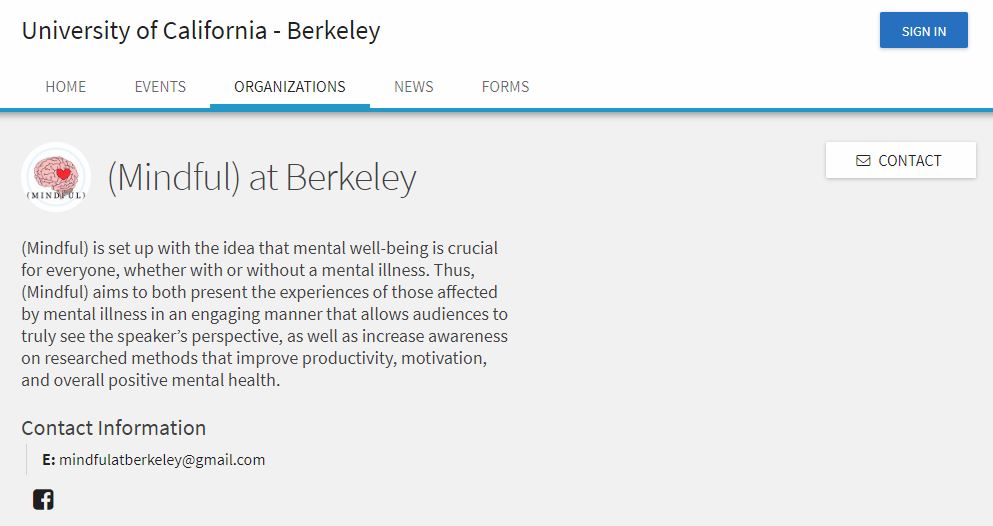 University of California - Berkeley
SIGN IN
HOME EVENTS ORGANIZATIONS NEWS FORMS
(MINDFUL)
(Mindful) at Berkeley
CONTACT
(Mindful) is set up with the idea that mental well-being is crucial
for everyone, whether with or without a mental illness. Thus,
(Mindful) aims to both present the experiences of those affected
by mental illness in an engaging manner that allows audiences to
truly see the speaker’s perspective, as well as increase awareness
on researched methods that improve productivity, motivation,
and overall positive mental health.
Contact Information
E: mindfulatberkeley@gmail.com